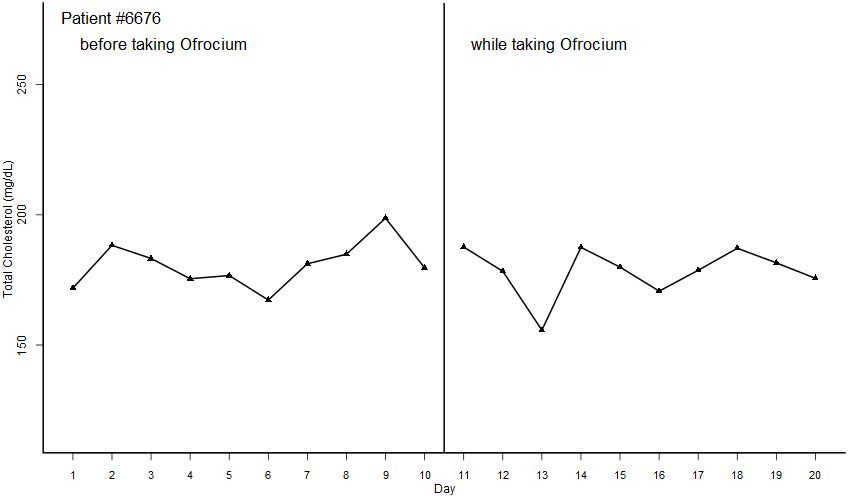 Patient #6676
before taking Ofrocium
while taking Ofrocium
250
200
150
Total Cholesterol (mg/dL)
1 2 3 4 5 6 7 8 9 10 11 12 13 14 15 16 17 18 19 20
Day